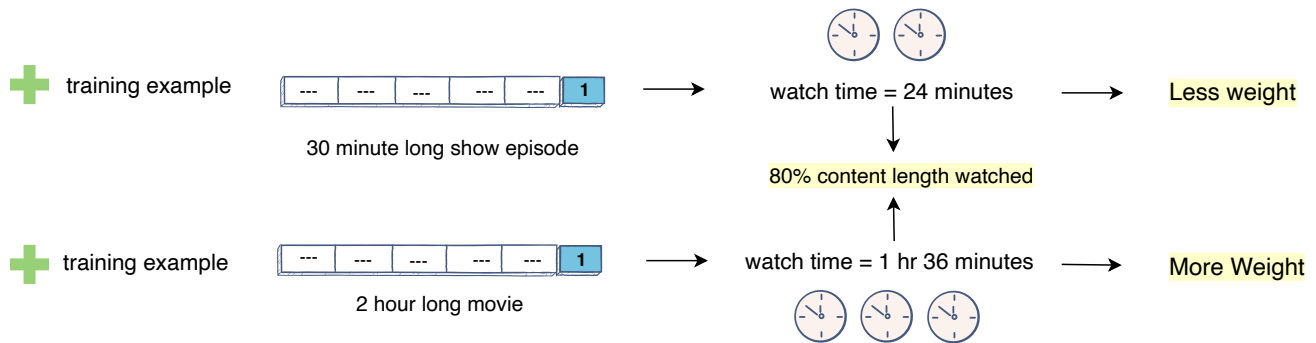 training example
--- --- --- --- --- 1
watch time = 24 minutes
Less weight
30 minute long show episode
80% content length watched
training example
--- --- --- --- --- 1
watch time = 1 hr 36 minutes
More Weight
2 hour long movie